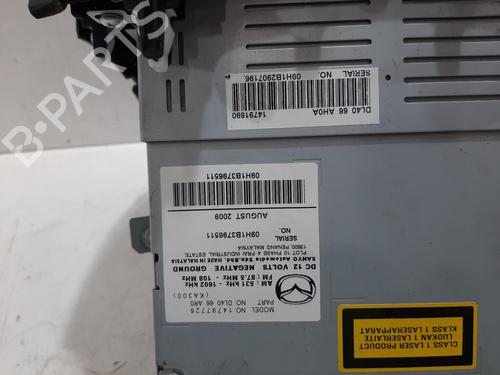 DL40 66 AH0A
14791690
SERIAL NO. 09H1B2907196
MODEL NO. 14797726
PART NO. DL40 66 AR0
(KA300)
AM : 531 kHz - 1602 kHz
FM : 87.5 MHz - 108 MHz
DC 12 VOLTS NEGATIVE GROUND
SANYO Automedia Sdn.Bhd. MADE IN MALAYSIA
PLOT 10 PHASE 4 PRAI INDUSTRIAL ESTATE,
13600, PENANG MALAYSIA
SERIAL NO. 09H1B3796511
AUGUST 2009
09H1B3796511
CLASS 1 LASER PRODUCT
LUOKAN 1 LASERLAITE
KLASS 1 LASERAPPARAT
B-PARTS